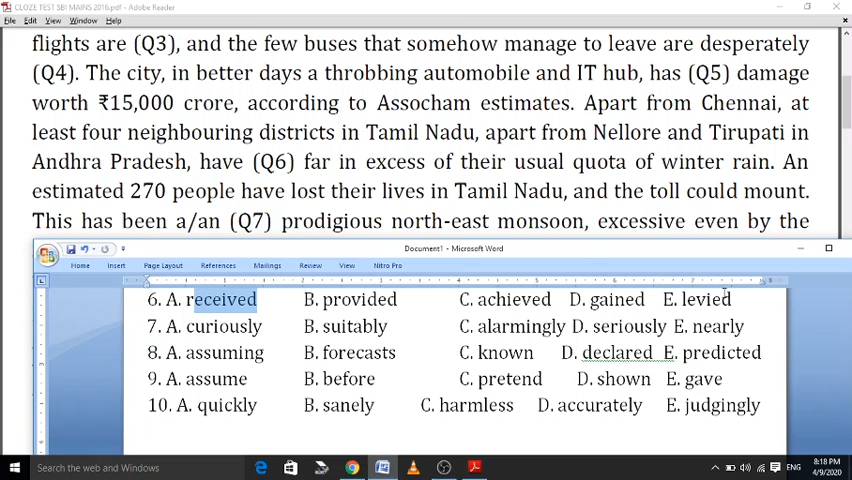 CLOZE TEST SBI MAINS 2016.pdf - Adobe Reader
File Edit View Window Help
flights are (Q3), and the few buses that somehow manage to leave are desperately
(Q4). The city, in better days a throbbing automobile and IT hub, has (Q5) damage
worth ₹15,000 crore, according to Assocham estimates. Apart from Chennai, at
least four neighbouring districts in Tamil Nadu, apart from Nellore and Tirupati in
Andhra Pradesh, have (Q6) far in excess of their usual quota of winter rain. An
estimated 270 people have lost their lives in Tamil Nadu, and the toll could mount.
This has been a/an (Q7) prodigious north-east monsoon, excessive even by the
Document1 - Microsoft Word
Home Insert Page Layout References Mailings Review View Nitro Pro
6. A. received B. provided C. achieved D. gained E. levied
7. A. curiously B. suitably C. alarmingly D. seriously E. nearly
8. A. assuming B. forecasts C. known D. declared E. predicted
9. A. assume B. before C. pretend D. shown E. gave
10. A. quickly B. sanely C. harmless D. accurately E. judgingly
Search the web and Windows
ENG
8:18 PM
4/9/2020